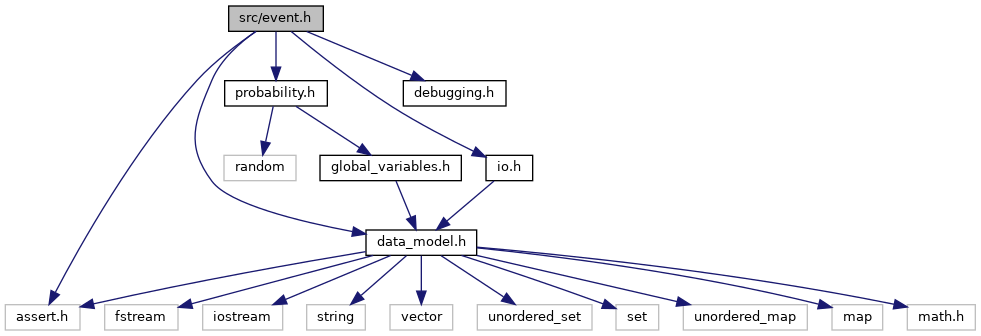 src/event.h
probability.h
debugging.h
random
global_variables.h
io.h
data_model.h
assert.h
fstream
iostream
string
vector
unordered_set
set
unordered_map
map
math.h